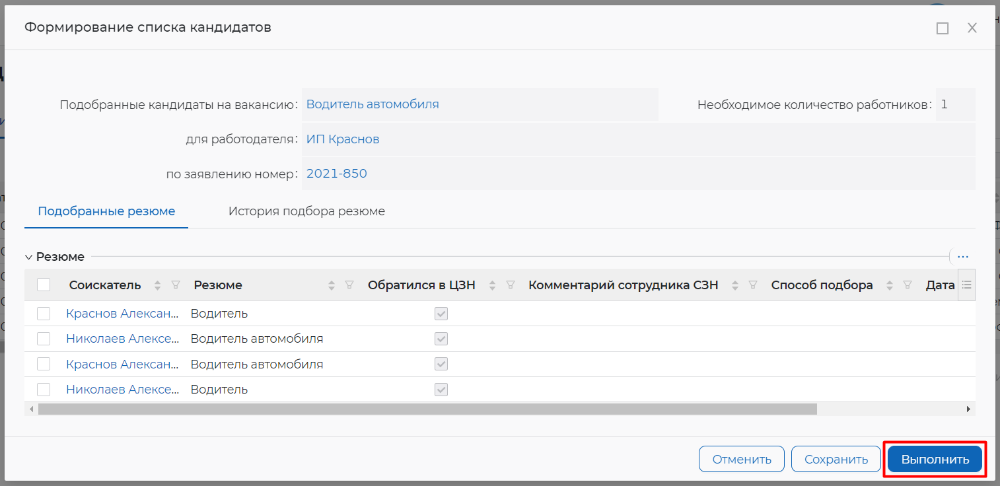 Формирование списка кандидатов
Подобранные кандидаты на вакансию: Водитель автомобиля Необходимое количество работников: 1
для работодателя: ИП Краснов
по заявлению номер: 2021-850
Подобранные резюме История подбора резюме
Резюме ...
Соискатель Резюме Обратился в ЦЗН Комментарий сотрудника СЗН Способ подбора Дата
Краснов Алексан... Водитель
Николаев Алексе... Водитель автомобиля
Краснов Алексан... Водитель автомобиля
Николаев Алексе... Водитель
Отменить Сохранить Выполнить